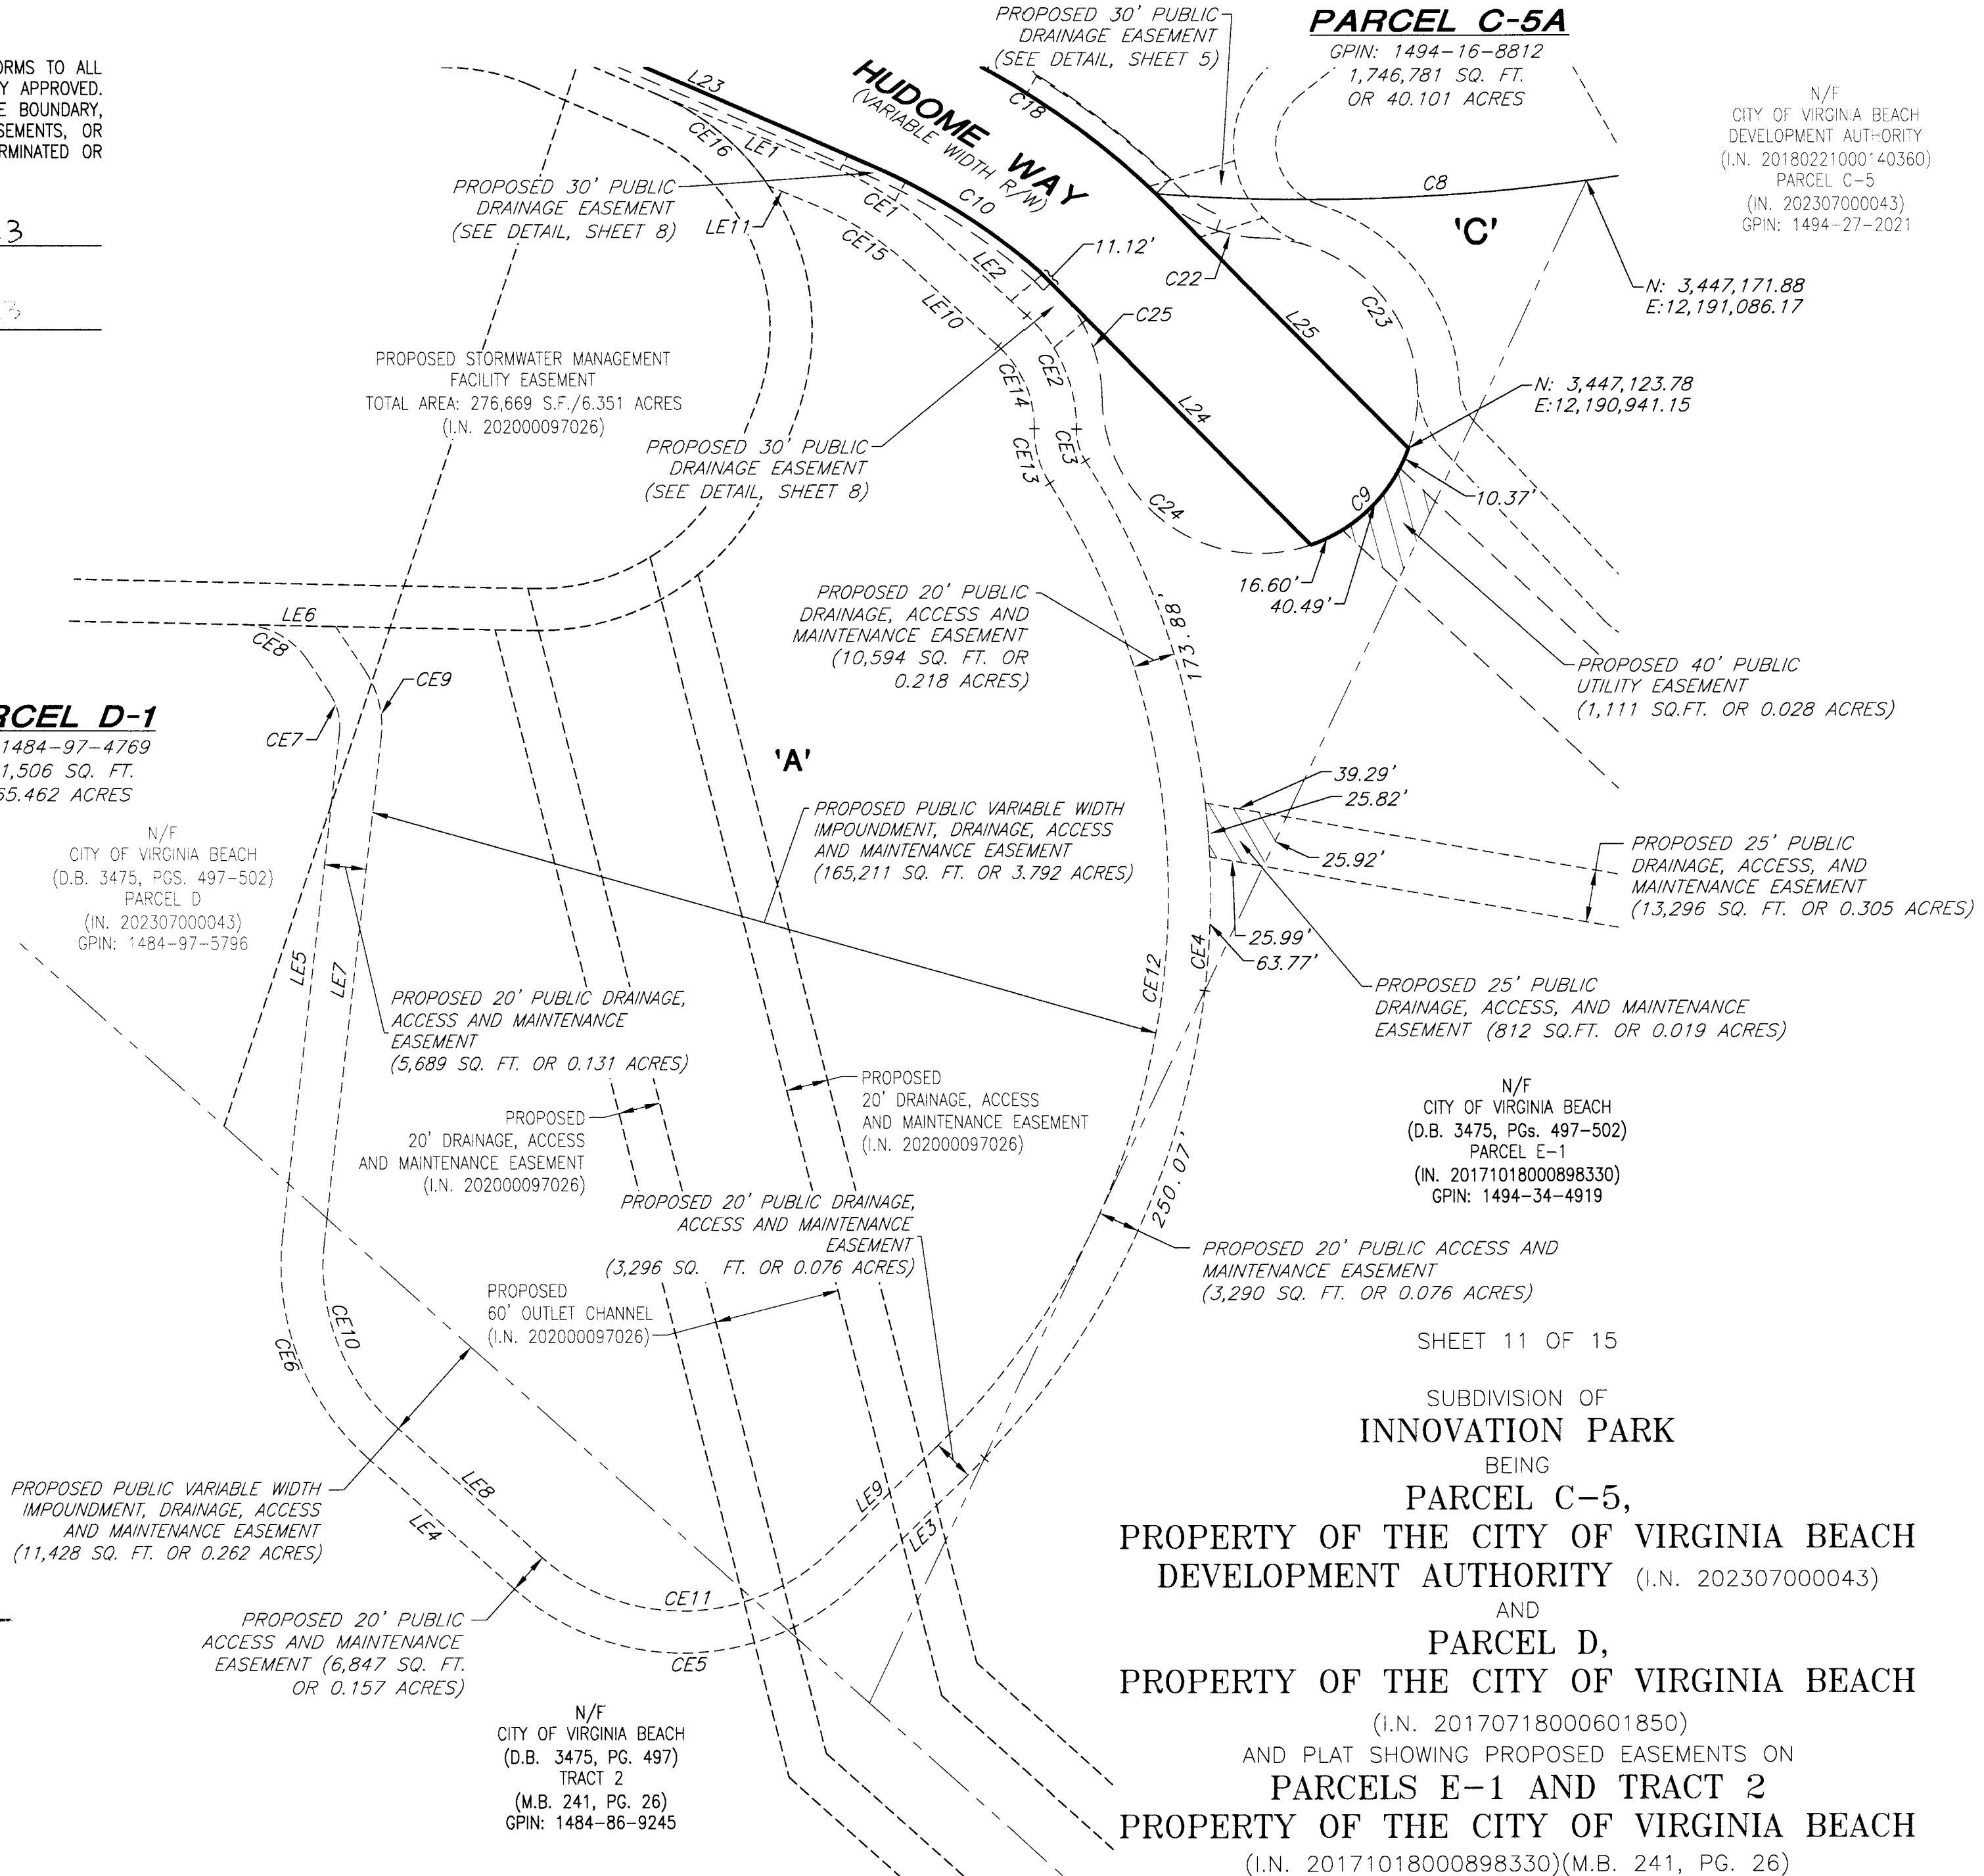 ORMS TO ALL
Y APPROVED.
E BOUNDARY,
SEMENTS, OR
RMINATED OR
3
3
PROPOSED 30' PUBLIC
DRAINAGE EASEMENT
(SEE DETAIL, SHEET 5)
PARCEL C-5A
GPIN: 1494-16-8812
1,746,781 SQ. FT.
OR 40.101 ACRES
N/F
CITY OF VIRGINIA BEACH
DEVELOPMENT AUTHORITY
(I.N. 20180221000140360)
PARCEL C-5
(IN. 202307000043)
GPIN: 1494-27-2021
HUDOME WAY
(VARIABLE WIDTH R/W)
L23
C18
CE16
LE1
PROPOSED 30' PUBLIC
DRAINAGE EASEMENT
(SEE DETAIL, SHEET 8)
LE11
CE1
C10
C8
'C'
CE15
LE2
11.12'
C22
N: 3,447,171.88
E:12,191,086.17
LE10
C25
C23
L25
PROPOSED STORMWATER MANAGEMENT
FACILITY EASEMENT
TOTAL AREA: 276,669 S.F./6.351 ACRES
(I.N. 202000097026)
CE14
CE2
L24
N: 3,447,123.78
E:12,190,941.15
PROPOSED 30' PUBLIC
DRAINAGE EASEMENT
(SEE DETAIL, SHEET 8)
CE13
CE3
C24
C9
10.37'
16.60'
40.49'
PROPOSED 20' PUBLIC
DRAINAGE, ACCESS AND
MAINTENANCE EASEMENT
(10,594 SQ. FT. OR
0.218 ACRES)
173.88'
LE6
CE8
CE9
CE7
PROPOSED 40' PUBLIC
UTILITY EASEMENT
(1,111 SQ.FT. OR 0.028 ACRES)
RCEL D-1
1484-97-4769
1,506 SQ. FT.
65.462 ACRES
'A'
N/F
CITY OF VIRGINIA BEACH
(D.B. 3475, PGS. 497-502)
PARCEL D
(IN. 202307000043)
GPIN: 1484-97-5796
PROPOSED PUBLIC VARIABLE WIDTH
IMPOUNDMENT, DRAINAGE, ACCESS
AND MAINTENANCE EASEMENT
(165,211 SQ. FT. OR 3.792 ACRES)
39.29'
25.82'
25.92'
PROPOSED 25' PUBLIC
DRAINAGE, ACCESS, AND
MAINTENANCE EASEMENT
(13,296 SQ. FT. OR 0.305 ACRES)
LE5
LE7
CE12
CE4
25.99'
63.77'
PROPOSED 20' PUBLIC DRAINAGE,
ACCESS AND MAINTENANCE
EASEMENT
(5,689 SQ. FT. OR 0.131 ACRES)
PROPOSED 25' PUBLIC
DRAINAGE, ACCESS, AND MAINTENANCE
EASEMENT (812 SQ.FT. OR 0.019 ACRES)
PROPOSED
20' DRAINAGE, ACCESS
AND MAINTENANCE EASEMENT
(I.N. 202000097026)
PROPOSED
20' DRAINAGE, ACCESS
AND MAINTENANCE EASEMENT
(I.N. 202000097026)
N/F
CITY OF VIRGINIA BEACH
(D.B. 3475, PGs. 497-502)
PARCEL E-1
(IN. 20171018000898330)
GPIN: 1494-34-4919
PROPOSED 20' PUBLIC DRAINAGE,
ACCESS AND MAINTENANCE
EASEMENT
(3,296 SQ. FT. OR 0.076 ACRES)
250.07'
PROPOSED 20' PUBLIC ACCESS AND
MAINTENANCE EASEMENT
(3,290 SQ. FT. OR 0.076 ACRES)
PROPOSED
60' OUTLET CHANNEL
(I.N. 202000097026)
CE6
CE10
SHEET 11 OF 15
PROPOSED PUBLIC VARIABLE WIDTH
IMPOUNDMENT, DRAINAGE, ACCESS
AND MAINTENANCE EASEMENT
(11,428 SQ. FT. OR 0.262 ACRES)
LE8
LE4
LE9
LE3
CE11
CE5
PROPOSED 20' PUBLIC
ACCESS AND MAINTENANCE
EASEMENT (6,847 SQ. FT.
OR 0.157 ACRES)
N/F
CITY OF VIRGINIA BEACH
(D.B. 3475, PG. 497)
TRACT 2
(M.B. 241, PG. 26)
GPIN: 1484-86-9245
SUBDIVISION OF
INNOVATION PARK
BEING
PARCEL C-5,
PROPERTY OF THE CITY OF VIRGINIA BEACH
DEVELOPMENT AUTHORITY (I.N. 202307000043)
AND
PARCEL D,
PROPERTY OF THE CITY OF VIRGINIA BEACH
(I.N. 20170718000601850)
AND PLAT SHOWING PROPOSED EASEMENTS ON
PARCELS E-1 AND TRACT 2
PROPERTY OF THE CITY OF VIRGINIA BEACH
(I.N. 20171018000898330)(M.B. 241, PG. 26)